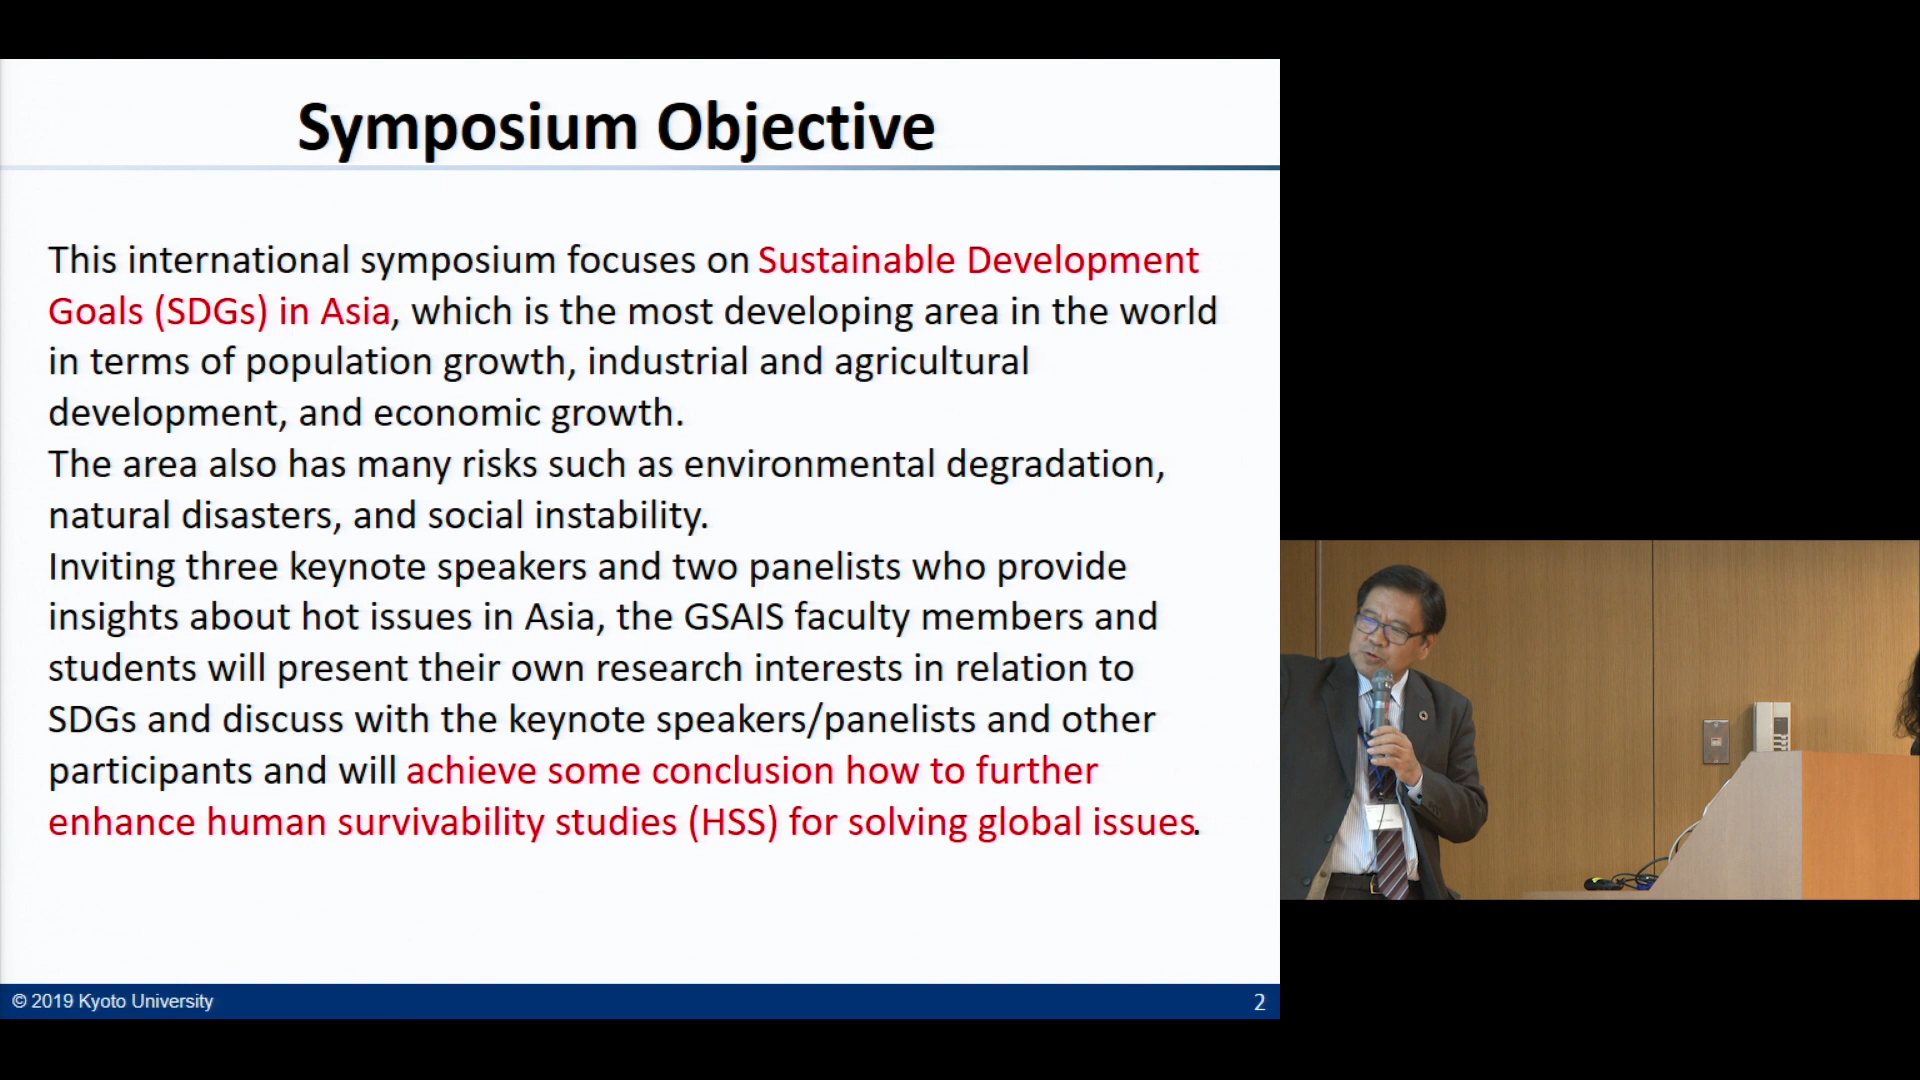 Symposium Objective
This international symposium focuses on Sustainable Development
Goals (SDGs) in Asia, which is the most developing area in the world
in terms of population growth, industrial and agricultural
development, and economic growth.
The area also has many risks such as environmental degradation,
natural disasters, and social instability.
Inviting three keynote speakers and two panelists who provide
insights about hot issues in Asia, the GSAIS faculty members and
students will present their own research interests in relation to
SDGs and discuss with the keynote speakers/panelists and other
participants and will achieve some conclusion how to further
enhance human survivability studies (HSS) for solving global issues.
© 2019 Kyoto University
2